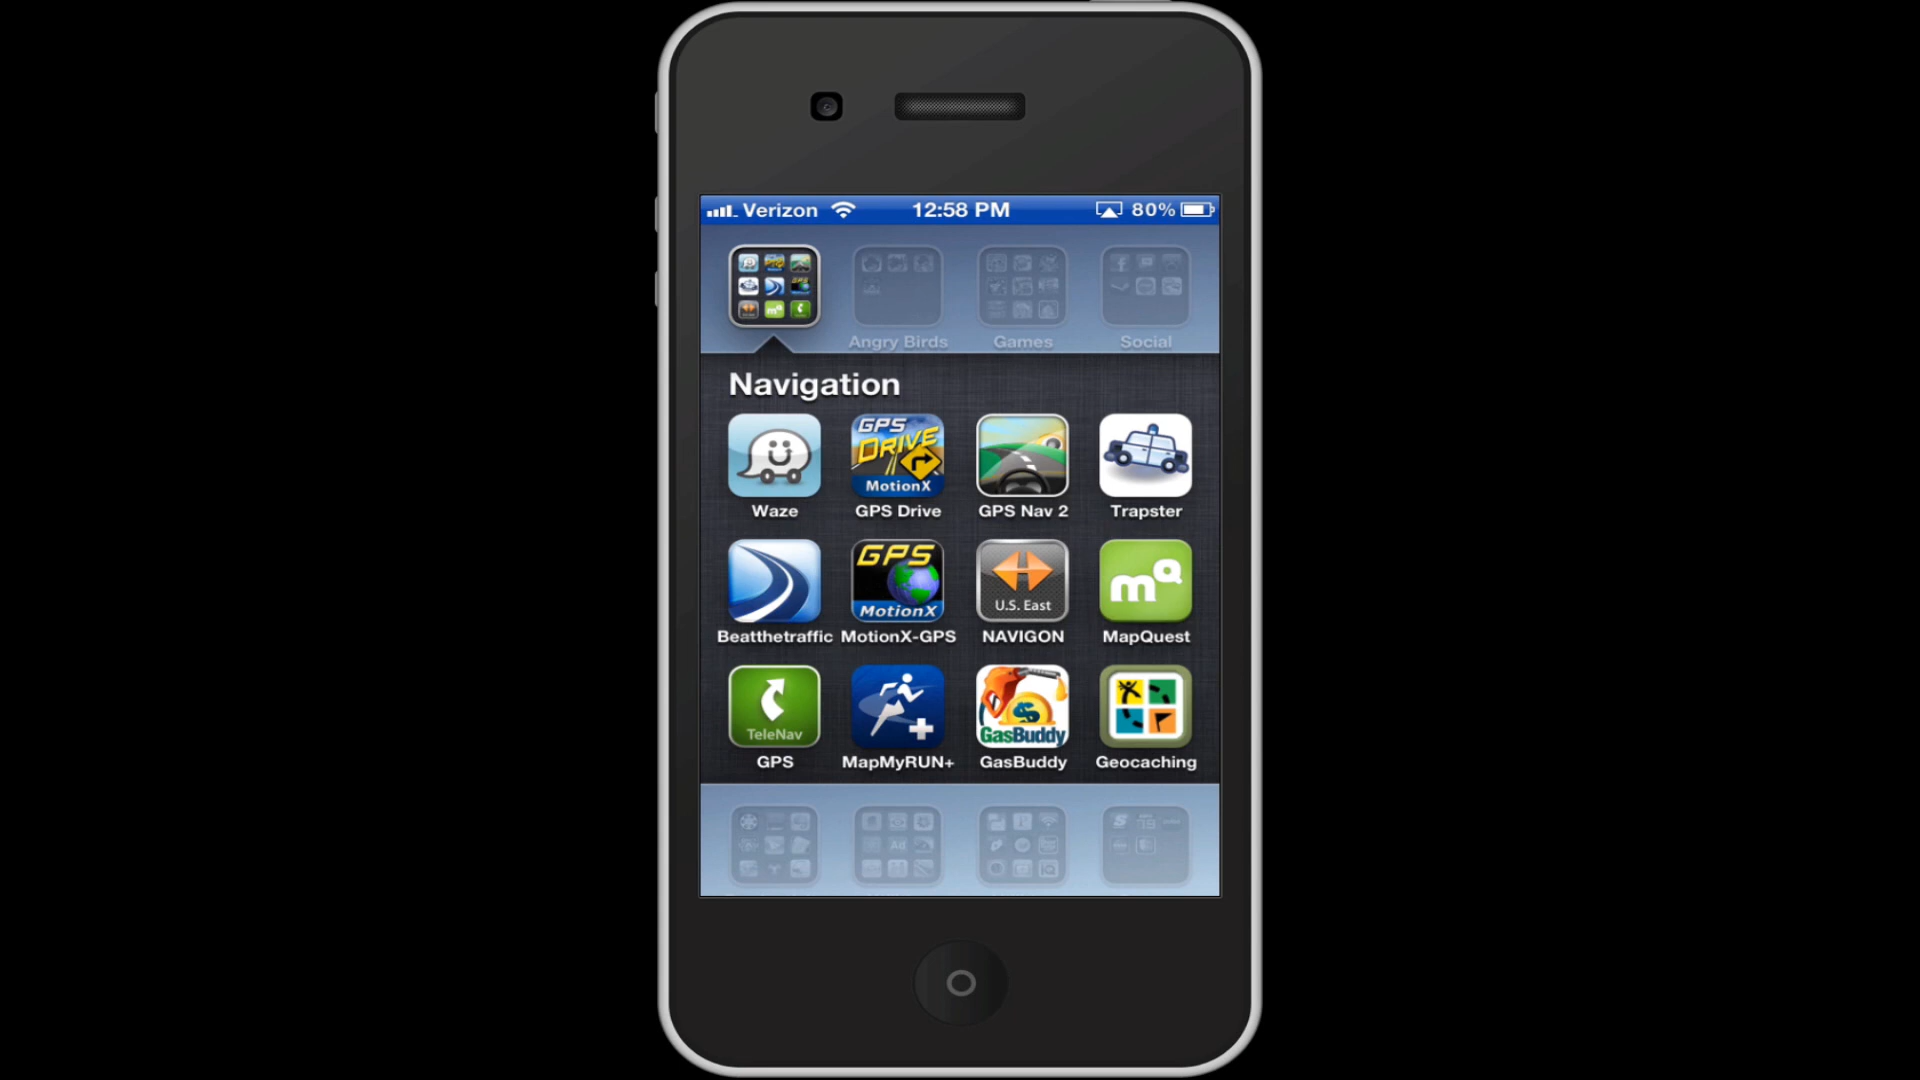 Verizon 12:58 PM 80%
Angry Birds Games Social
Navigation
GPS
DRIVE
MotionX
Waze GPS Drive GPS Nav 2 Trapster
GPS
MotionX
U.S. East
mQ
Beatthetraffic MotionX-GPS NAVIGON MapQuest
TeleNav
GasBuddy
GPS MapMyRUN+ GasBuddy Geocaching